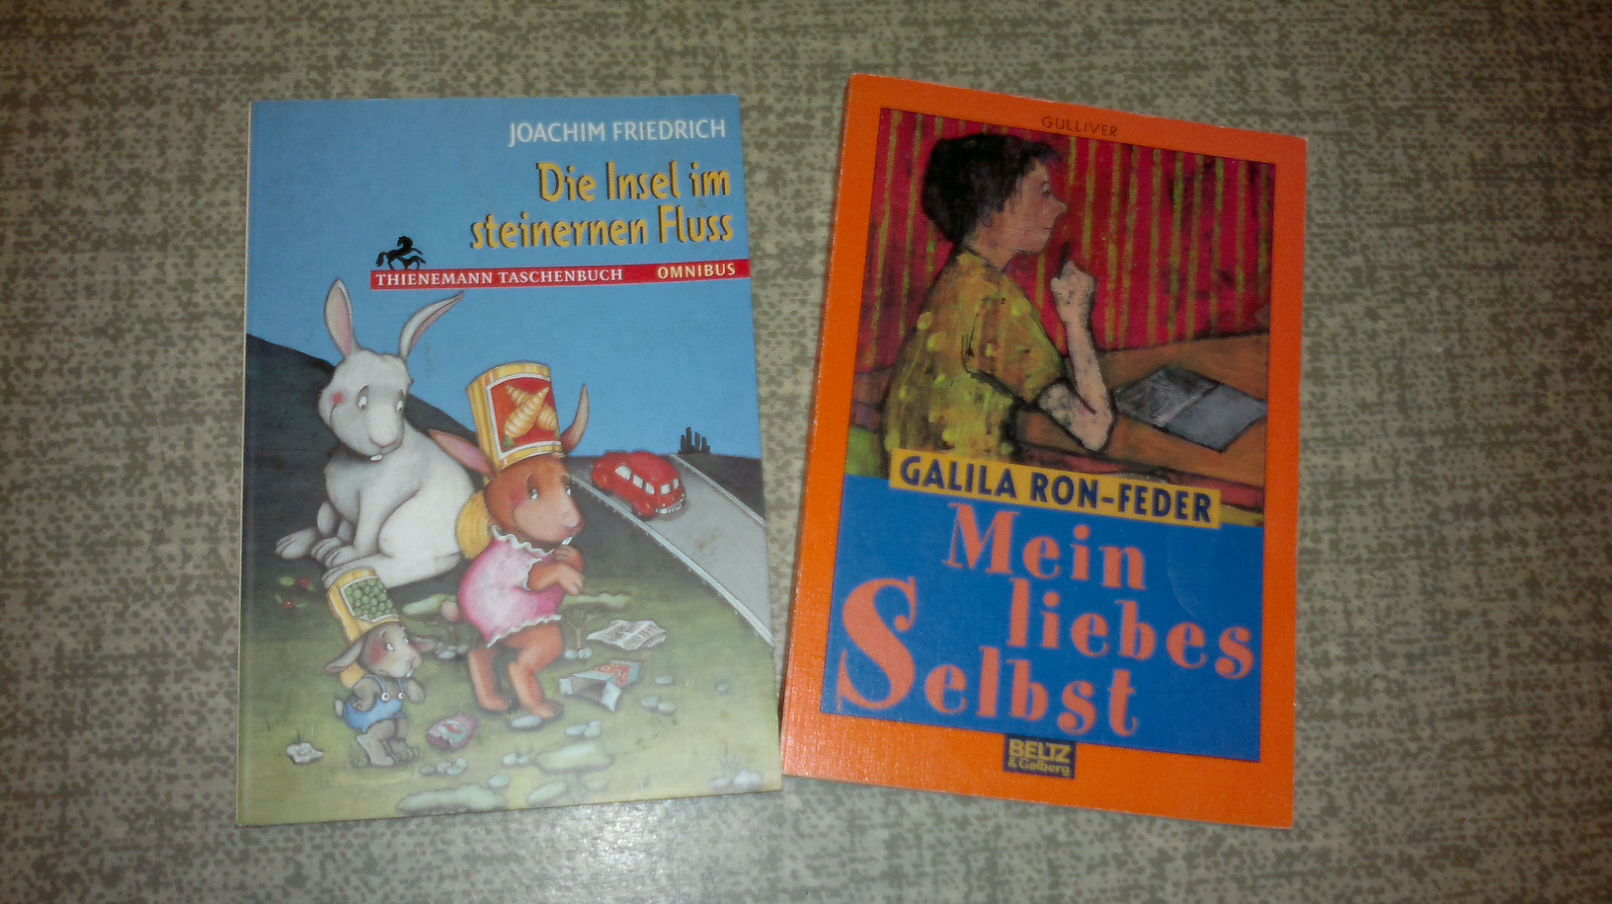 JOACHIM FRIEDRICH
Die Insel im
steinernen Fluss
THIENEMANN TASCHENBUCH OMNIBUS
GULLIVER
GALILA RON-FEDER
Mein
liebes
Selbst
BELTZ
& Gelberg